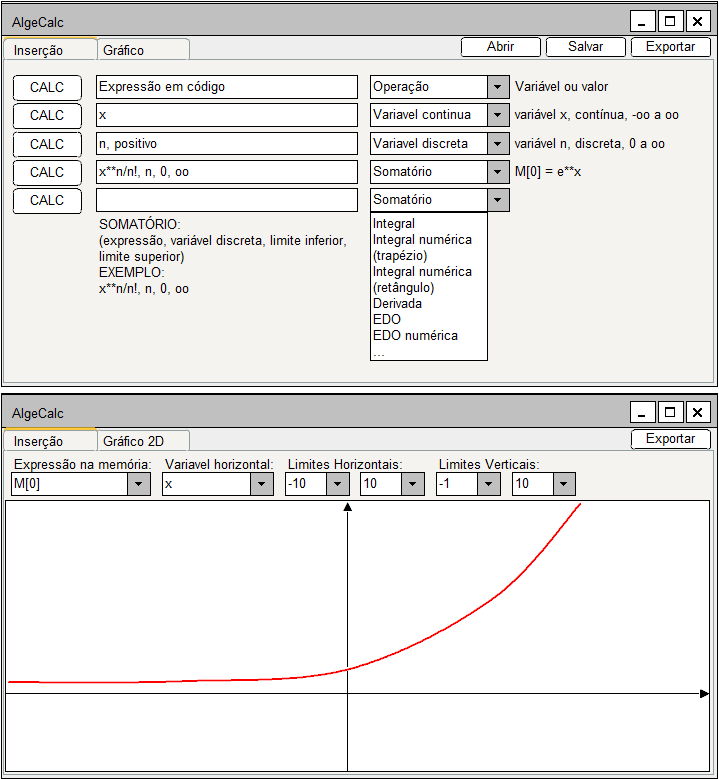 AlgeCalc
Inserção Gráfico Abrir Salvar Exportar
CALC Expressão em código Operação Variável ou valor
CALC x Variavel continua variável x, contínua, -oo a oo
CALC n, positivo Variavel discreta variável n, discreta, 0 a oo
CALC x**n/n!, n, 0, oo Somatório M[0] = e**x
CALC Somatório
SOMATÓRIO:
(expressão, variável discreta, limite inferior,
limite superior)
EXEMPLO:
x**n/n!, n, 0, oo
Integral
Integral numérica
(trapézio)
Integral numérica
(retângulo)
Derivada
EDO
EDO numérica
...
AlgeCalc
Inserção Gráfico 2D Exportar
Expressão na memória: Variavel horizontal: Limites Horizontais: Limites Verticais:
M[0] x -10 10 -1 10